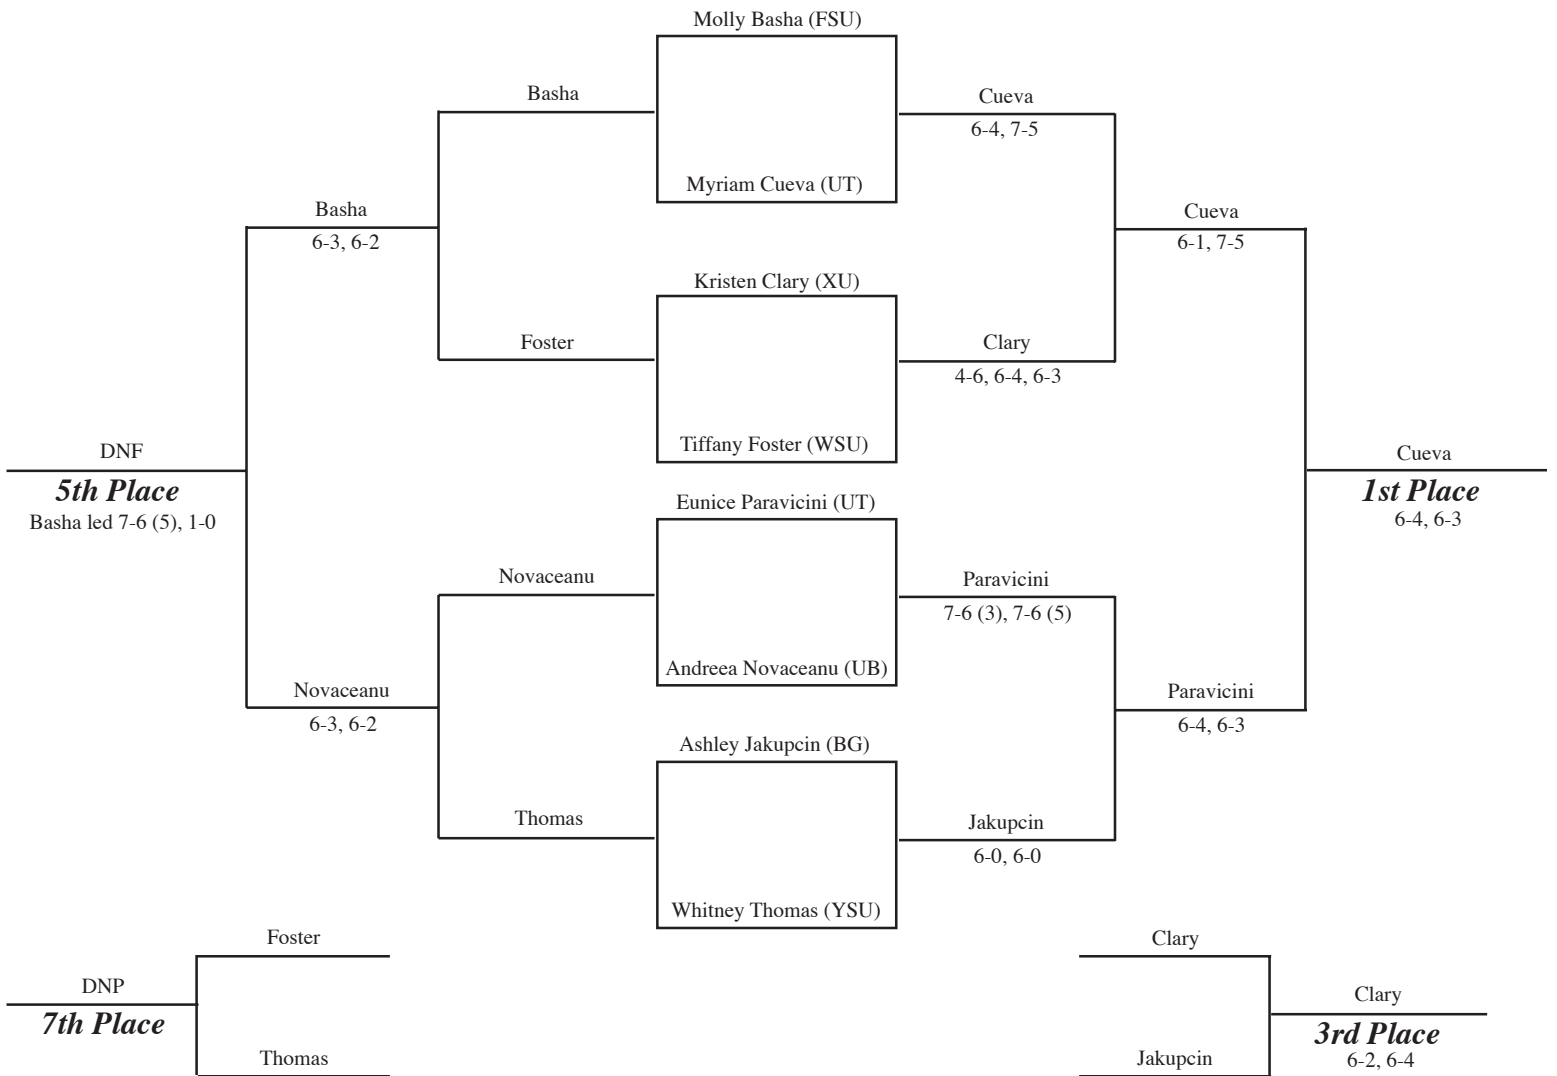 Molly Basha (FSU)
Basha
Cueva
6-4, 7-5
Myriam Cueva (UT)
Basha
6-3, 6-2
Cueva
6-1, 7-5
Kristen Clary (XU)
Foster
Clary
4-6, 6-4, 6-3
Tiffany Foster (WSU)
DNF
5th Place
Basha led 7-6 (5), 1-0
Cueva
1st Place
6-4, 6-3
Eunice Paravicini (UT)
Novaceanu
Paravicini
7-6 (3), 7-6 (5)
Andreea Novaceanu (UB)
Novaceanu
6-3, 6-2
Paravicini
6-4, 6-3
Ashley Jakupcin (BG)
Thomas
Jakupcin
6-0, 6-0
Whitney Thomas (YSU)
Foster
DNP
7th Place
Thomas
Clary
Clary
3rd Place
6-2, 6-4
Jakupcin